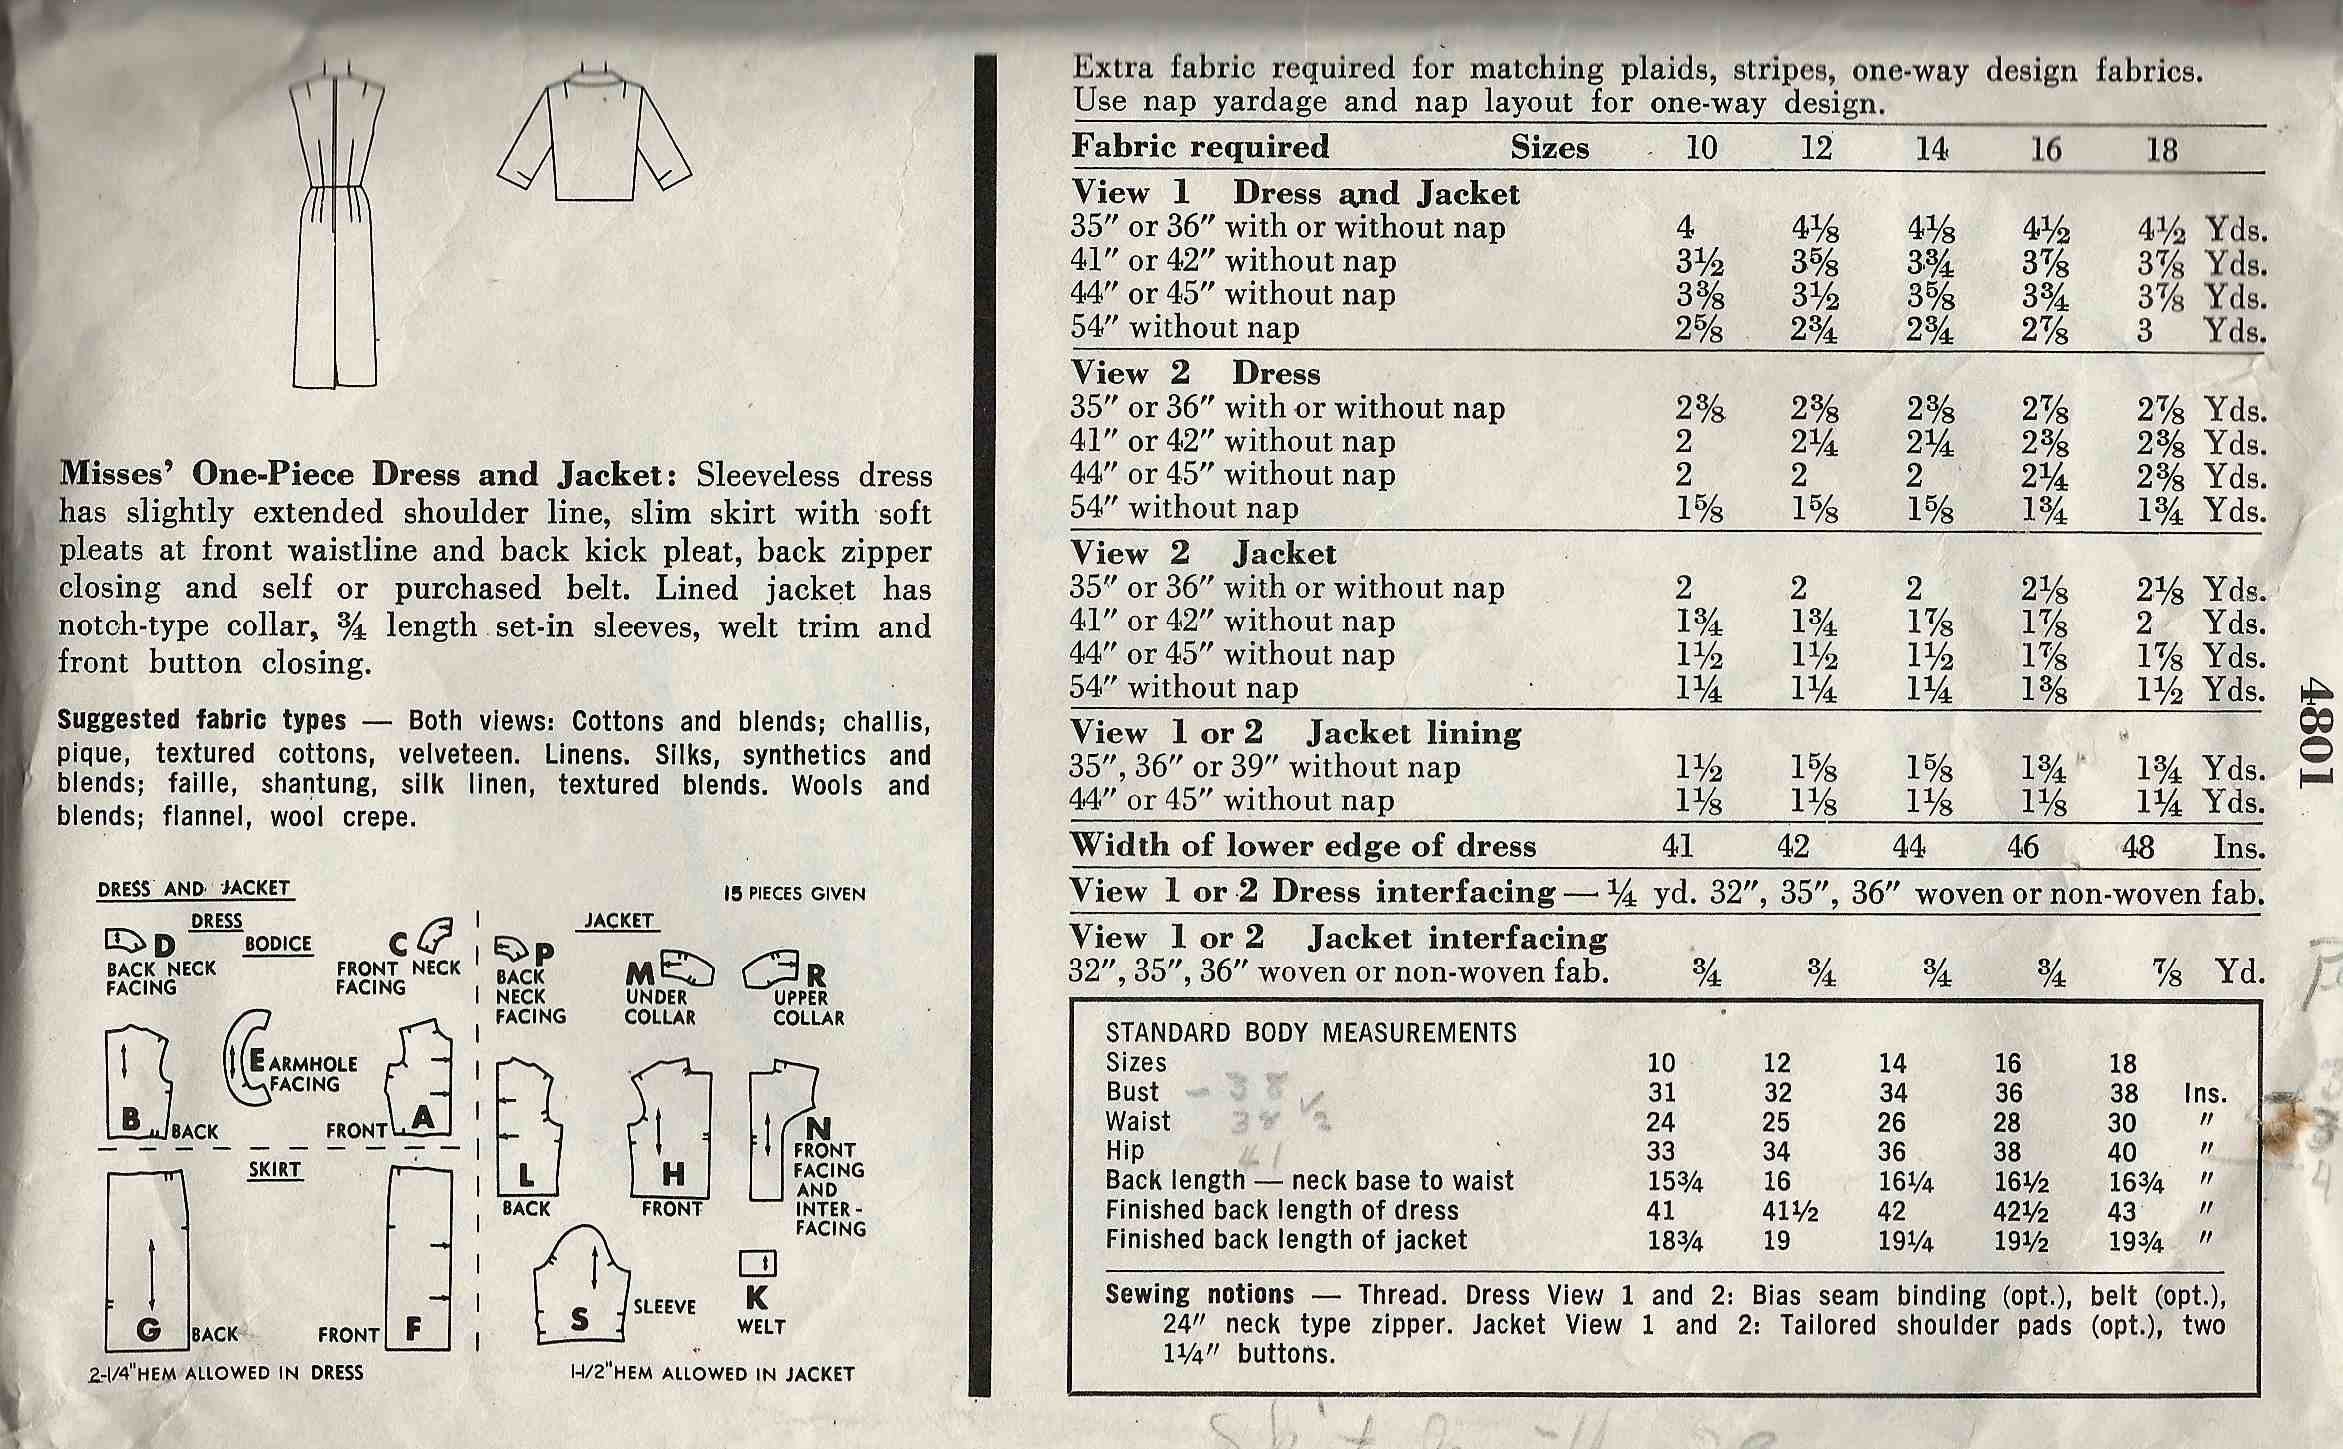 Misses' One-Piece Dress and Jacket: Sleeveless dress
has slightly extended shoulder line, slim skirt with soft
pleats at front waistline and back kick pleat, back zipper
closing and self or purchased belt. Lined jacket has
notch-type collar, ¾ length set-in sleeves, welt trim and
front button closing.
Suggested fabric types — Both views: Cottons and blends; challis,
pique, textured cottons, velveteen. Linens. Silks, synthetics and
blends; faille, shantung, silk linen, textured blends. Wools and
blends; flannel, wool crepe.
DRESS AND JACKET
15 PIECES GIVEN
DRESS
BODICE
D
BACK NECK
FACING
C
FRONT NECK
FACING
B
BACK
E ARMHOLE
FACING
FRONT
A
SKIRT
G
BACK
FRONT
F
2-1/4"HEM ALLOWED IN DRESS
JACKET
P
BACK
NECK
FACING
M
UNDER
COLLAR
R
UPPER
COLLAR
L
BACK
H
FRONT
N
FRONT
FACING
AND
INTER-
FACING
S
SLEEVE
K
WELT
1-1/2"HEM ALLOWED IN JACKET
Extra fabric required for matching plaids, stripes, one-way design fabrics.
Use nap yardage and nap layout for one-way design.
Fabric required Sizes 10 12 14 16 18
View 1 Dress and Jacket
35" or 36" with or without nap 4 4⅛ 4⅛ 4½ 4½ Yds.
41" or 42" without nap 3½ 3⅝ 3¾ 3⅞ 3⅞ Yds.
44" or 45" without nap 3⅜ 3½ 3⅝ 3¾ 3⅞ Yds.
54" without nap 2⅝ 2¾ 2¾ 2⅞ 3 Yds.
View 2 Dress
35" or 36" with or without nap 2⅜ 2⅜ 2⅜ 2⅞ 2⅞ Yds.
41" or 42" without nap 2 2¼ 2¼ 2⅜ 2⅜ Yds.
44" or 45" without nap 2 2 2 2¼ 2⅜ Yds.
54" without nap 1⅝ 1⅝ 1⅝ 1¾ 1¾ Yds.
View 2 Jacket
35" or 36" with or without nap 2 2 2 2⅛ 2⅛ Yds.
41" or 42" without nap 1¾ 1¾ 1⅞ 1⅞ 2 Yds.
44" or 45" without nap 1½ 1½ 1½ 1⅞ 1⅞ Yds.
54" without nap 1¼ 1¼ 1¼ 1⅜ 1½ Yds.
View 1 or 2 Jacket lining
35", 36" or 39" without nap 1½ 1⅝ 1⅝ 1¾ 1¾ Yds.
44" or 45" without nap 1⅛ 1⅛ 1⅛ 1⅛ 1¼ Yds.
Width of lower edge of dress 41 42 44 46 48 Ins.
View 1 or 2 Dress interfacing — ¼ yd. 32", 35", 36" woven or non-woven fab.
View 1 or 2 Jacket interfacing
32", 35", 36" woven or non-woven fab. ¾ ¾ ¾ ¾ ⅞ Yd.
STANDARD BODY MEASUREMENTS
Sizes 10 12 14 16 18
Bust - 38 31 32 34 36 38 Ins.
Waist 24 25 26 28 30 "
Hip 41 33 34 36 38 40 "
Back length — neck base to waist 15¾ 16 16¼ 16½ 16¾ "
Finished back length of dress 41 41½ 42 42½ 43 "
Finished back length of jacket 18¾ 19 19¼ 19½ 19¾ "
Sewing notions — Thread. Dress View 1 and 2: Bias seam binding (opt.), belt (opt.),
24" neck type zipper. Jacket View 1 and 2: Tailored shoulder pads (opt.), two
1¼" buttons.
4801